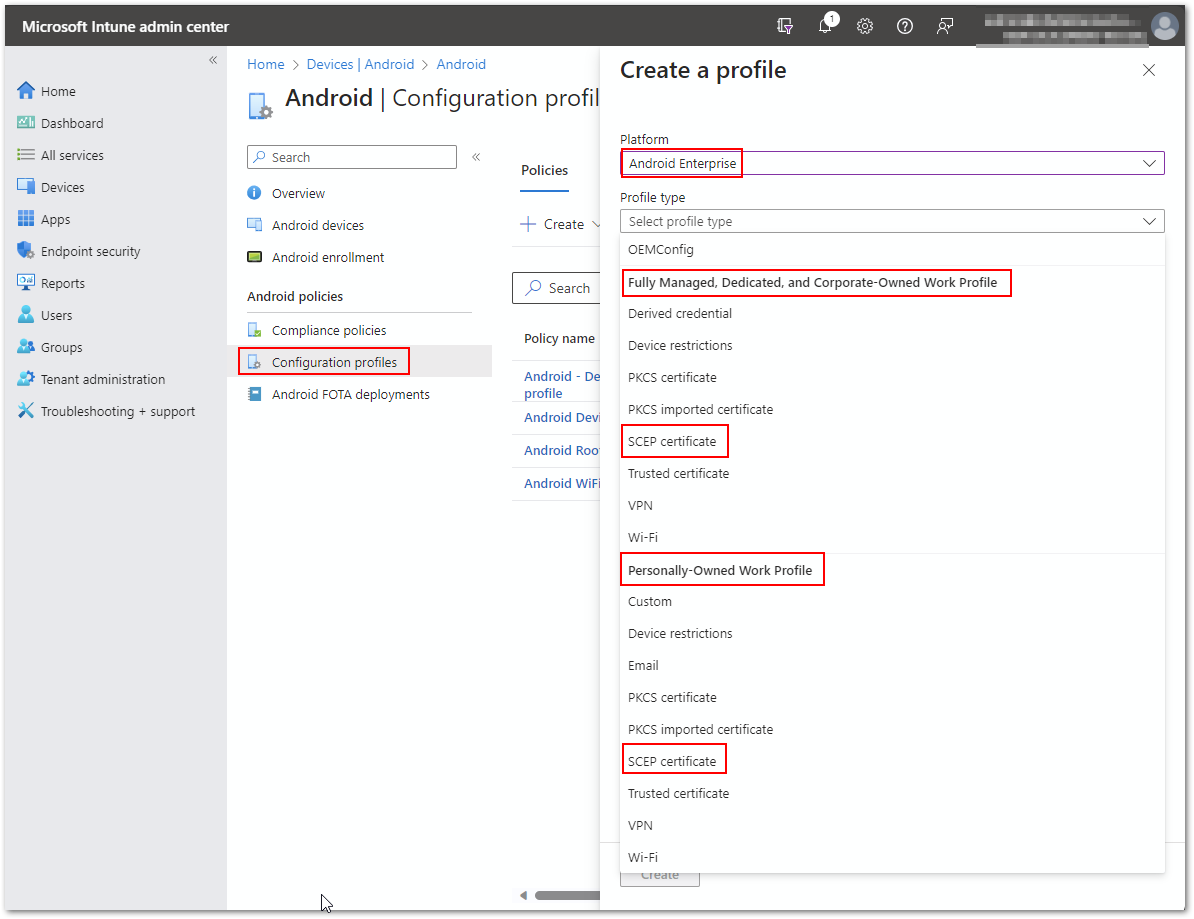 Microsoft Intune admin center
1
«
Home
Dashboard
All services
Devices
Apps
Endpoint security
Reports
Users
Groups
Tenant administration
Troubleshooting + support
Home > Devices | Android > Android
Android | Configuration profil
Search
«
Overview
Android devices
Android enrollment
Android policies
Compliance policies
Configuration profiles
Android FOTA deployments
Policies
Create
Search
Policy name
Android - De
profile
Android Devi
Android Roo
Android WiFi
Create a profile
Platform
Android Enterprise
Profile type
Select profile type
OEMConfig
Fully Managed, Dedicated, and Corporate-Owned Work Profile
Derived credential
Device restrictions
PKCS certificate
PKCS imported certificate
SCEP certificate
Trusted certificate
VPN
Wi-Fi
Personally-Owned Work Profile
Custom
Device restrictions
Email
PKCS certificate
PKCS imported certificate
SCEP certificate
Trusted certificate
VPN
Wi-Fi
Create